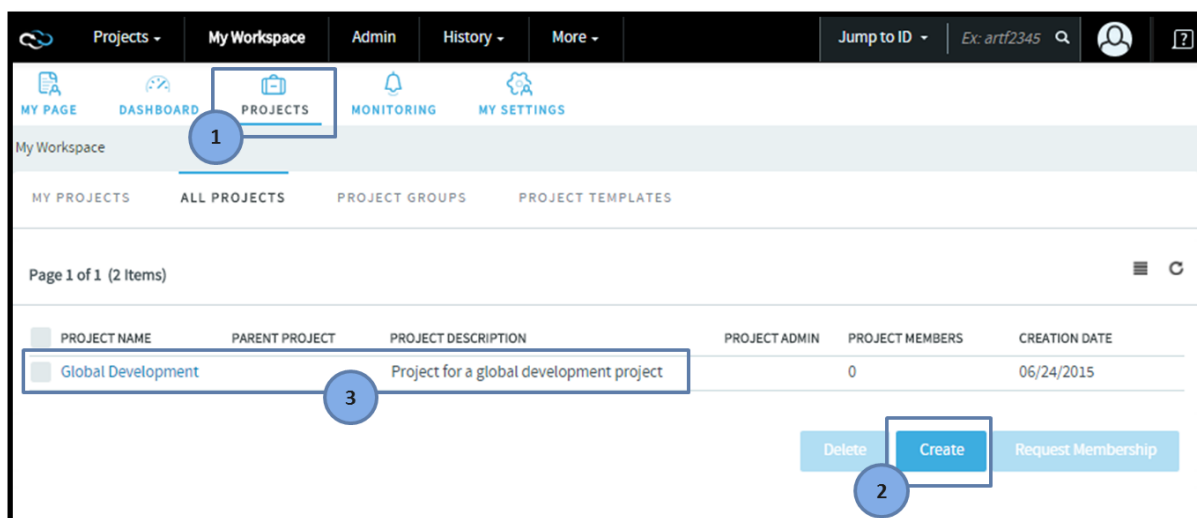 Projects My Workspace Admin History More Jump to ID Ex: artf2345 ?
MY PAGE DASHBOARD PROJECTS MONITORING MY SETTINGS
1
My Workspace
MY PROJECTS ALL PROJECTS PROJECT GROUPS PROJECT TEMPLATES
Page 1 of 1 (2 Items)
PROJECT NAME PARENT PROJECT PROJECT DESCRIPTION PROJECT ADMIN PROJECT MEMBERS CREATION DATE
Global Development Project for a global development project 0 06/24/2015
3
Delete Create Request Membership
2